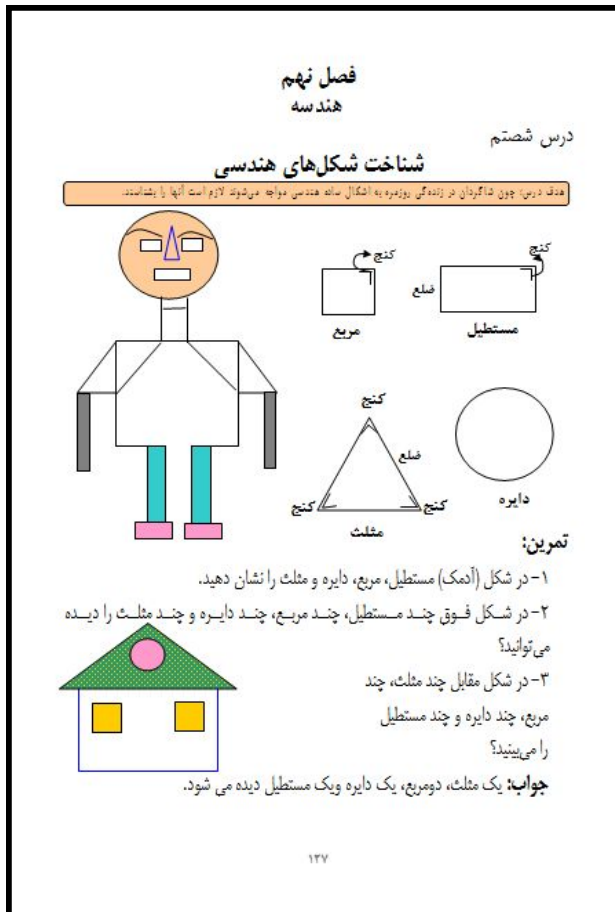 فصل نهم
هندسه
درس شصتم
شناخت شکل‌های هندسی
هدف درس: چون شاگردان در زنده‌گی روزمره به اشکال ساده هندسی مواجه می‌شوند لازم است آنها را بشناسند.
کنج
کنج
ضلع
مستطیل
مربع
کنج
ضلع
کنج
کنج
مثلث
دایره
تمرین:
۱- در شکل (آدمک) مستطیل، مربع، دایره و مثلث را نشان دهید.
۲- در شکل فوق چند مستطیل، چند مربع، چند دایره و چند مثلث را دیده
می‌توانید؟
۳- در شکل مقابل چند مثلث، چند
مربع، چند دایره و چند مستطیل
را می‌بینید؟
جواب: یک مثلث، دومربع، یک دایره ویک مستطیل دیده می شود.
۱۳۷